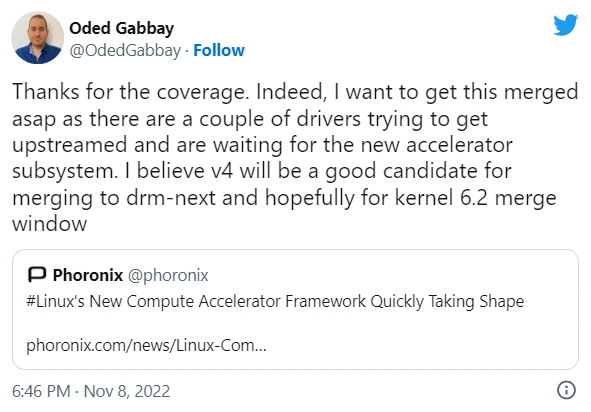 Oded Gabbay
@OdedGabbay · Follow
Thanks for the coverage. Indeed, I want to get this merged
asap as there are a couple of drivers trying to get
upstreamed and are waiting for the new accelerator
subsystem. I believe v4 will be a good candidate for
merging to drm-next and hopefully for kernel 6.2 merge
window
Phoronix @phoronix
#Linux's New Compute Accelerator Framework Quickly Taking Shape
phoronix.com/news/Linux-Com...
6:46 PM · Nov 8, 2022